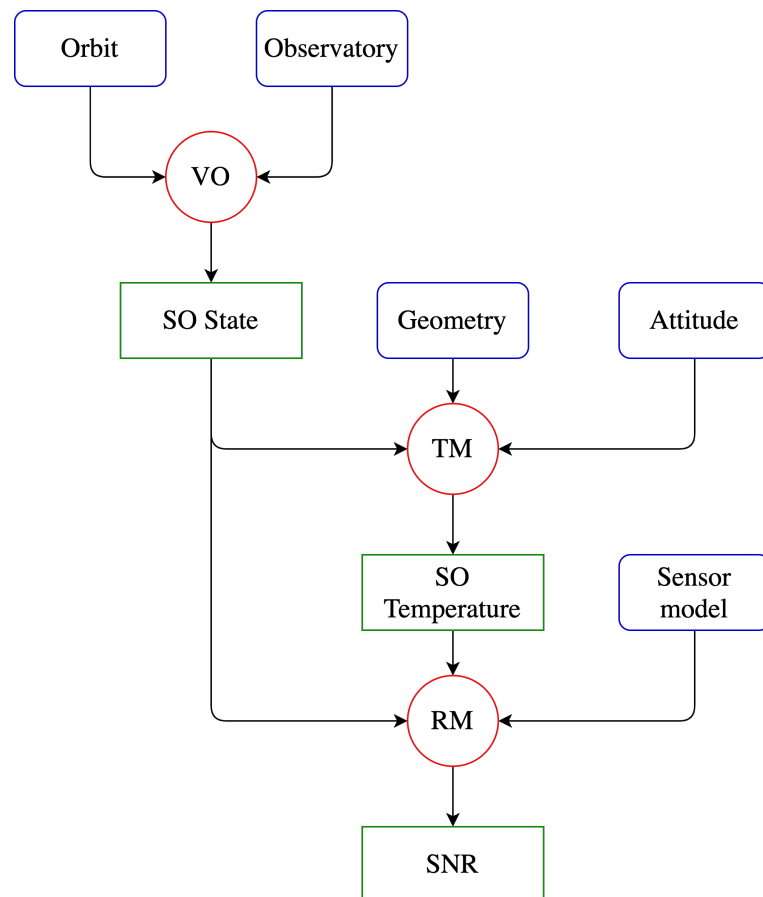 Orbit
Observatory
VO
SO State
Geometry
Attitude
TM
SO
Temperature
Sensor
model
RM
SNR